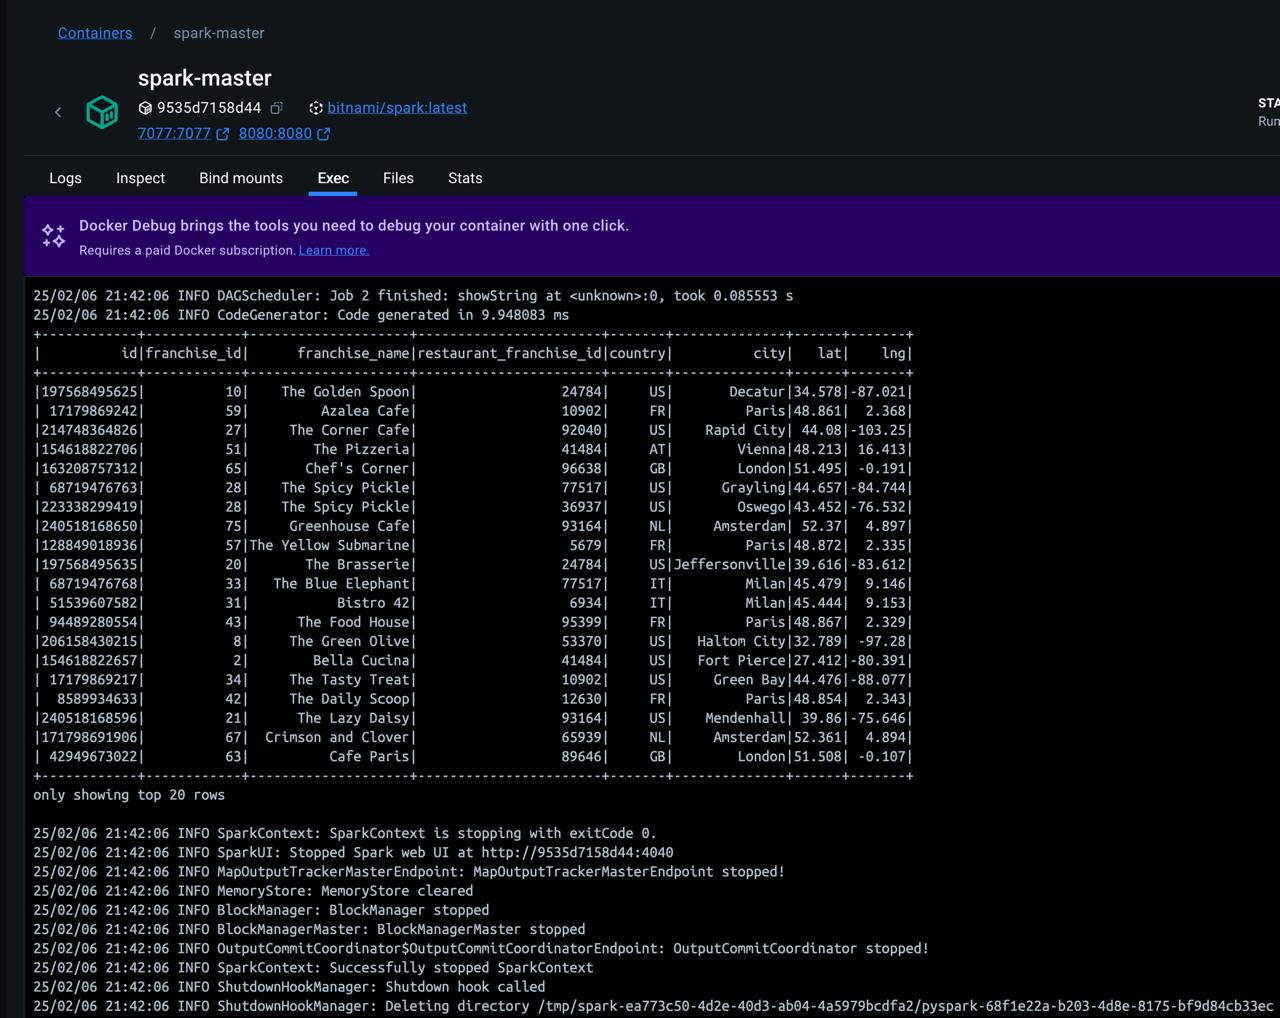 Containers / spark-master
spark-master
9535d7158d44 bitnami/spark:latest
7077:7077 8080:8080
STA
Run
Logs Inspect Bind mounts Exec Files Stats
Docker Debug brings the tools you need to debug your container with one click.
Requires a paid Docker subscription. Learn more.
25/02/06 21:42:06 INFO DAGScheduler: Job 2 finished: showString at <unknown>:0, took 0.085553 s
25/02/06 21:42:06 INFO CodeGenerator: Code generated in 9.948083 ms
+------------+------------+--------------------+-----------------------+-------+--------------+------+-------+
|          id|franchise_id|      franchise_name|restaurant_franchise_id|country|          city|   lat|    lng|
+------------+------------+--------------------+-----------------------+-------+--------------+------+-------+
|197568495625|          10|    The Golden Spoon|                  24784|     US|       Decatur|34.578|-87.021|
| 17179869242|          59|         Azalea Cafe|                  10902|     FR|         Paris|48.861|  2.368|
|214748364826|          27|     The Corner Cafe|                  92040|     US|    Rapid City| 44.08|-103.25|
|154618822706|          51|        The Pizzeria|                  41484|     AT|        Vienna|48.213| 16.413|
|163208757312|          65|       Chef's Corner|                  96638|     GB|        London|51.495| -0.191|
| 68719476763|          28|    The Spicy Pickle|                  77517|     US|      Grayling|44.657|-84.744|
|223338299419|          28|    The Spicy Pickle|                  36937|     US|        Oswego|43.452|-76.532|
|240518168650|          75|     Greenhouse Cafe|                  93164|     NL|     Amsterdam| 52.37|  4.897|
|128849018936|          57|The Yellow Submarine|                   5679|     FR|         Paris|48.872|  2.335|
|197568495635|          20|       The Brasserie|                  24784|     US|Jeffersonville|39.616|-83.612|
| 68719476768|          33|   The Blue Elephant|                  77517|     IT|         Milan|45.479|  9.146|
| 51539607582|          31|           Bistro 42|                   6934|     IT|         Milan|45.444|  9.153|
| 94489280554|          43|      The Food House|                  95399|     FR|         Paris|48.867|  2.329|
|206158430215|           8|     The Green Olive|                  53370|     US|   Haltom City|32.789| -97.28|
|154618822657|           2|        Bella Cucina|                  41484|     US|   Fort Pierce|27.412|-80.391|
| 17179869217|          34|     The Tasty Treat|                  10902|     US|     Green Bay|44.476|-88.077|
|  8589934633|          42|     The Daily Scoop|                  12630|     FR|         Paris|48.854|  2.343|
|240518168596|          21|      The Lazy Daisy|                  93164|     US|    Mendenhall| 39.86|-75.646|
|171798691906|          67|  Crimson and Clover|                  65939|     NL|     Amsterdam|52.361|  4.894|
| 42949673022|          63|          Cafe Paris|                  89646|     GB|        London|51.508| -0.107|
+------------+------------+--------------------+-----------------------+-------+--------------+------+-------+
only showing top 20 rows
25/02/06 21:42:06 INFO SparkContext: SparkContext is stopping with exitCode 0.
25/02/06 21:42:06 INFO SparkUI: Stopped Spark web UI at http://9535d7158d44:4040
25/02/06 21:42:06 INFO MapOutputTrackerMasterEndpoint: MapOutputTrackerMasterEndpoint stopped!
25/02/06 21:42:06 INFO MemoryStore: MemoryStore cleared
25/02/06 21:42:06 INFO BlockManager: BlockManager stopped
25/02/06 21:42:06 INFO BlockManagerMaster: BlockManagerMaster stopped
25/02/06 21:42:06 INFO OutputCommitCoordinator$OutputCommitCoordinatorEndpoint: OutputCommitCoordinator stopped!
25/02/06 21:42:06 INFO SparkContext: Successfully stopped SparkContext
25/02/06 21:42:06 INFO ShutdownHookManager: Shutdown hook called
25/02/06 21:42:06 INFO ShutdownHookManager: Deleting directory /tmp/spark-ea773c50-4d2e-40d3-ab04-4a5979bcdfa2/pyspark-68f1e22a-b203-4d8e-8175-bf9d84cb33ec